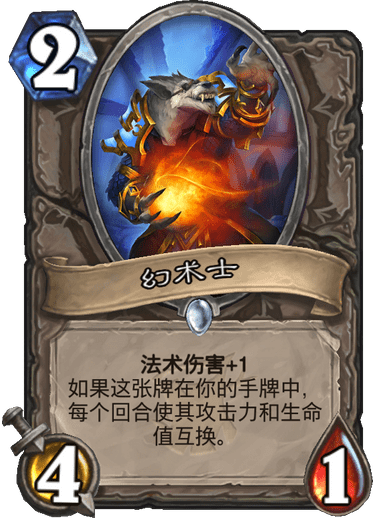 2
幻术士
法术伤害+1
如果这张牌在你的手牌中，
每个回合使其攻击力和生命
值互换。
4
1